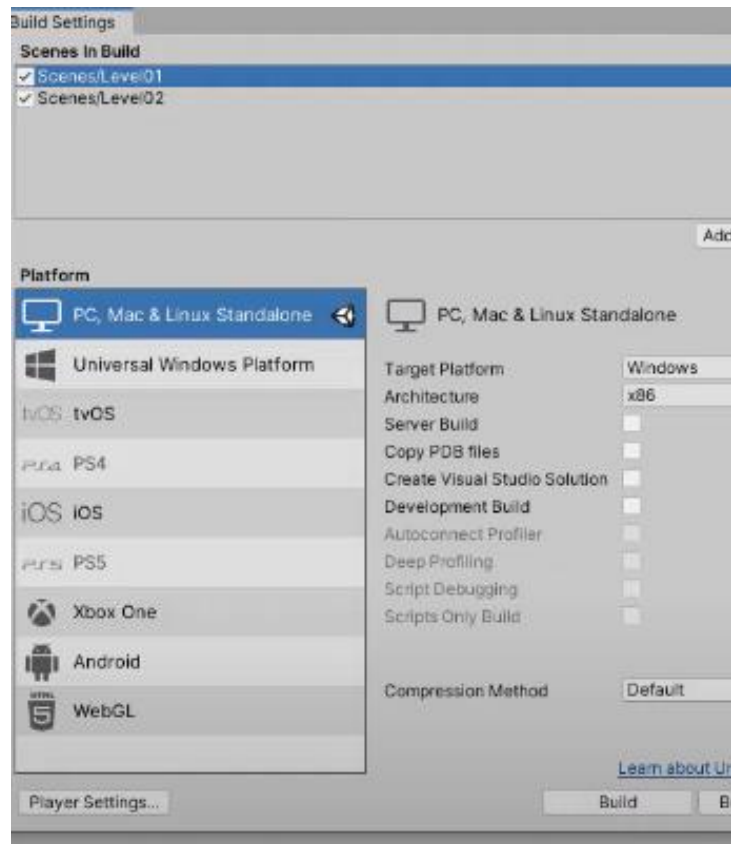 Build Settings
Scenes In Build
Scenes/Level01
Scenes/Level02
Add
Platform
PC, Mac & Linux Standalone
Universal Windows Platform
tvOS tvOS
PS4
iOS iOS
PS5
Xbox One
Android
HTML 5 WebGL
PC, Mac & Linux Standalone
Target Platform Windows
Architecture x86
Server Build
Copy PDB files
Create Visual Studio Solution
Development Build
Autoconnect Profiler
Deep Profiling
Script Debugging
Scripts Only Build
Compression Method Default
Learn about Un
Player Settings...
Build B